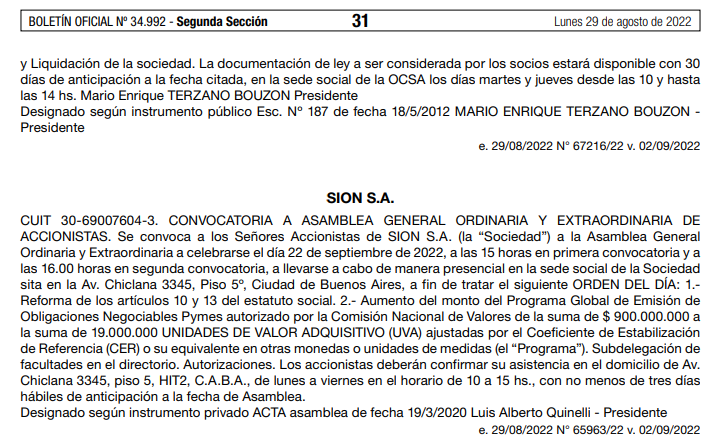 BOLETÍN OFICIAL Nº 34.992 - Segunda Sección 31 Lunes 29 de agosto de 2022
y Liquidación de la sociedad. La documentación de ley a ser considerada por los socios estará disponible con 30
días de anticipación a la fecha citada, en la sede social de la OCSA los días martes y jueves desde las 10 y hasta
las 14 hs. Mario Enrique TERZANO BOUZON Presidente
Designado según instrumento público Esc. Nº 187 de fecha 18/5/2012 MARIO ENRIQUE TERZANO BOUZON -
Presidente
e. 29/08/2022 N° 67216/22 v. 02/09/2022
SION S.A.
CUIT 30-69007604-3. CONVOCATORIA A ASAMBLEA GENERAL ORDINARIA Y EXTRAORDINARIA DE
ACCIONISTAS. Se convoca a los Señores Accionistas de SION S.A. (la “Sociedad”) a la Asamblea General
Ordinaria y Extraordinaria a celebrarse el día 22 de septiembre de 2022, a las 15 horas en primera convocatoria y a
las 16.00 horas en segunda convocatoria, a llevarse a cabo de manera presencial en la sede social de la Sociedad
sita en la Av. Chiclana 3345, Piso 5º, Ciudad de Buenos Aires, a fin de tratar el siguiente ORDEN DEL DÍA: 1.-
Reforma de los artículos 10 y 13 del estatuto social. 2.- Aumento del monto del Programa Global de Emisión de
Obligaciones Negociables Pymes autorizado por la Comisión Nacional de Valores de la suma de $ 900.000.000 a
la suma de 19.000.000 UNIDADES DE VALOR ADQUISITIVO (UVA) ajustadas por el Coeficiente de Estabilización
de Referencia (CER) o su equivalente en otras monedas o unidades de medidas (el “Programa”). Subdelegación de
facultades en el directorio. Autorizaciones. Los accionistas deberán confirmar su asistencia en el domicilio de Av.
Chiclana 3345, piso 5, HIT2, C.A.B.A., de lunes a viernes en el horario de 10 a 15 hs., con no menos de tres días
hábiles de anticipación a la fecha de Asamblea.
Designado según instrumento privado ACTA asamblea de fecha 19/3/2020 Luis Alberto Quinelli - Presidente
e. 29/08/2022 N° 65963/22 v. 02/09/2022